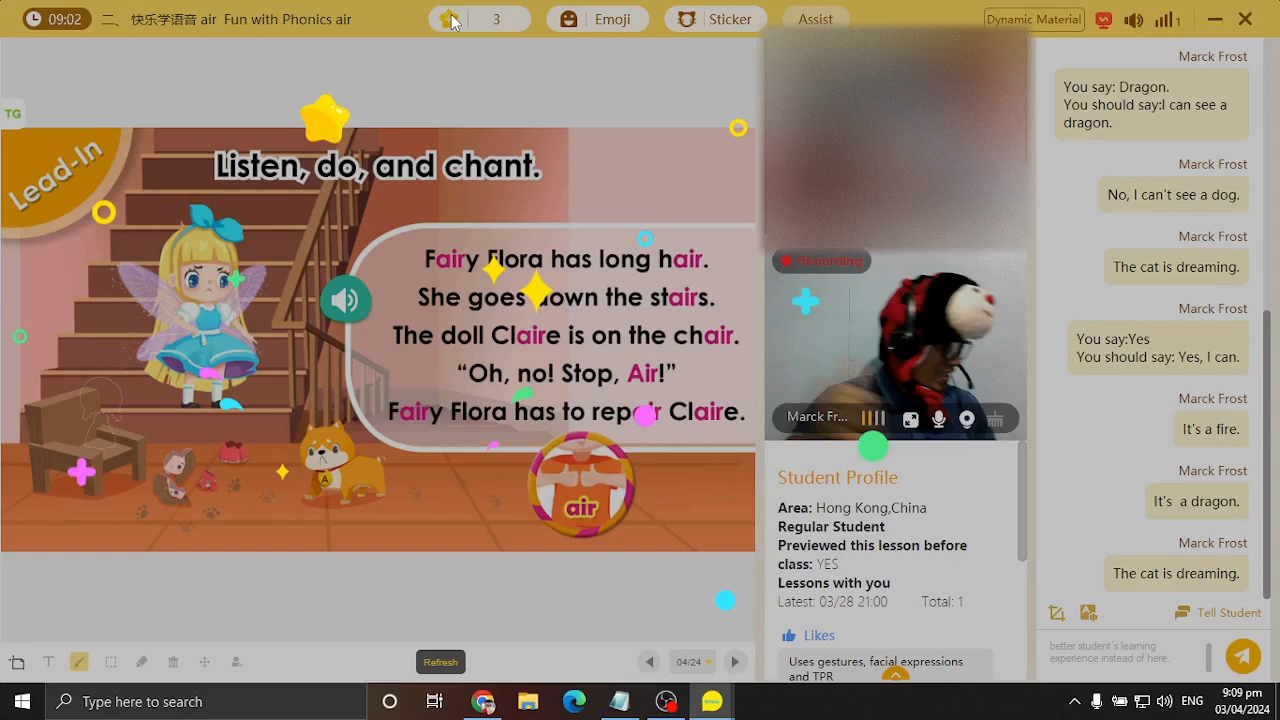 09:02
二、快乐学语音 air Fun with Phonics air
3
Emoji
Sticker
Assist
Dynamic Material
1
TG
Lead-In
Listen, do, and chant.
Fairy Flora has long hair.
She goes down the stairs.
The doll Claire is on the chair.
“Oh, no! Stop, Air!”
Fairy Flora has to repair Claire.
A
air
Refresh
04/24
Recording
Marck Fr...
Student Profile
Area: Hong Kong,China
Regular Student
Previewed this lesson before
class: YES
Lessons with you
Latest: 03/28 21:00 Total: 1
Likes
Uses gestures, facial expressions
and TPR
Marck Frost
You say: Dragon.
You should say:I can see a
dragon.
Marck Frost
No, I can't see a dog.
Marck Frost
The cat is dreaming.
Marck Frost
You say:Yes
You should say: Yes, I can.
Marck Frost
It's a fire.
Marck Frost
It's a dragon.
Marck Frost
The cat is dreaming.
Tell Student
better student's learning
experience instead of here.
Type here to search
ENG
9:09 pm
03/04/2024